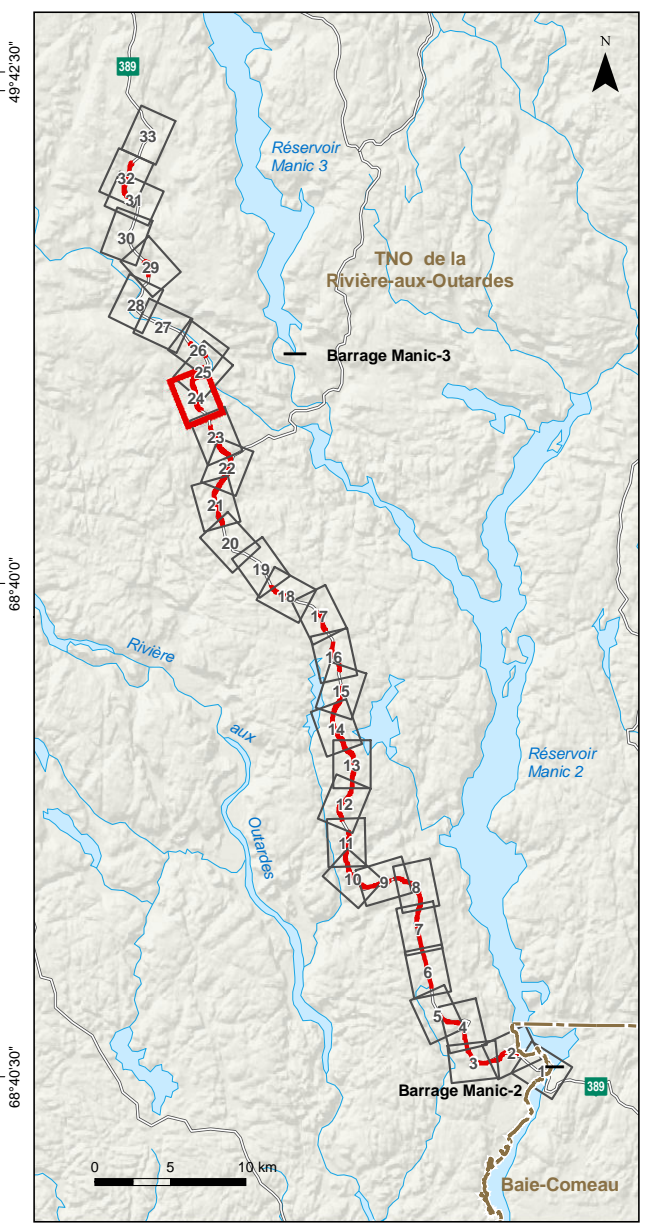 49°42'30"
389
N
33
Réservoir
Manic 3
32
31
TNO de la
Rivière-aux-Outardes
30
29
28
27
26
Barrage Manic-3
25
24
23
22
21
20
68°40'0"
19
18
17
Rivière
16
15
aux
14
Réservoir
Manic 2
13
12
Outardes
11
10
9
8
7
6
5
4
2
3
1
68°40'30"
Barrage Manic-2
389
0 5 10 km
Baie-Comeau